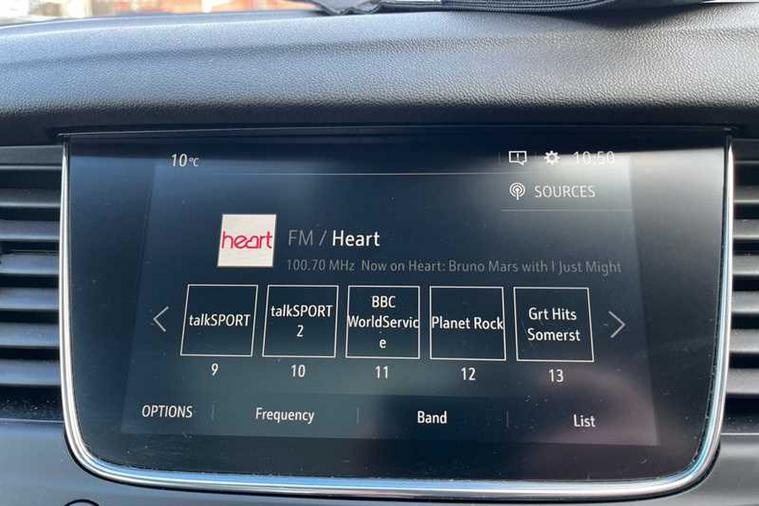 10°C
10:50
SOURCES
heart
FM / Heart
100.70 MHz Now on Heart: Bruno Mars with I Just Might
talkSPORT
talkSPORT
2
BBC
WorldServic
e
Planet Rock
Grt Hits
Somerst
9
10
11
12
13
OPTIONS
Frequency
Band
List